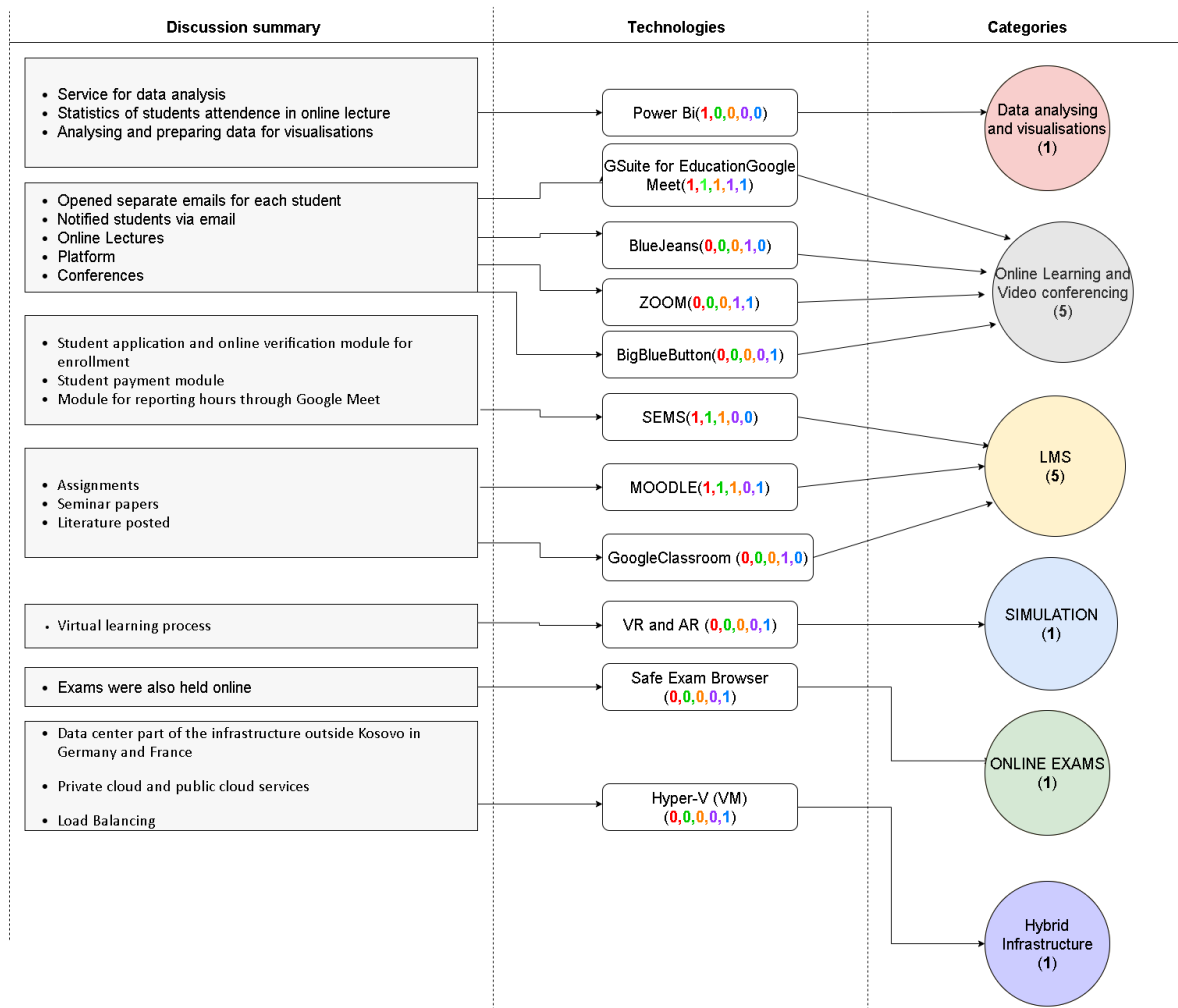 Discussion summary
Technologies
Categories
• Service for data analysis
• Statistics of students attendence in online lecture
• Analysing and preparing data for visualisations
Power Bi(1,0,0,0,0)
Data analysing
and visualisations
(1)
• Opened separate emails for each student
• Notified students via email
• Online Lectures
• Platform
• Conferences
GSuite for EducationGoogle
Meet(1,1,1,1,1)
BlueJeans(0,0,0,1,0)
ZOOM(0,0,0,1,1)
BigBlueButton(0,0,0,0,1)
Online Learning and
Video conferencing
(5)
• Student application and online verification module for
enrollment
• Student payment module
• Module for reporting hours through Google Meet
SEMS(1,1,1,0,0)
• Assignments
• Seminar papers
• Literature posted
MOODLE(1,1,1,0,1)
GoogleClassroom (0,0,0,1,0)
LMS
(5)
• Virtual learning process
VR and AR (0,0,0,0,1)
SIMULATION
(1)
• Exams were also held online
Safe Exam Browser
(0,0,0,0,1)
ONLINE EXAMS
(1)
• Data center part of the infrastructure outside Kosovo in
Germany and France
• Private cloud and public cloud services
• Load Balancing
Hyper-V (VM)
(0,0,0,0,1)
Hybrid
Infrastructure
(1)